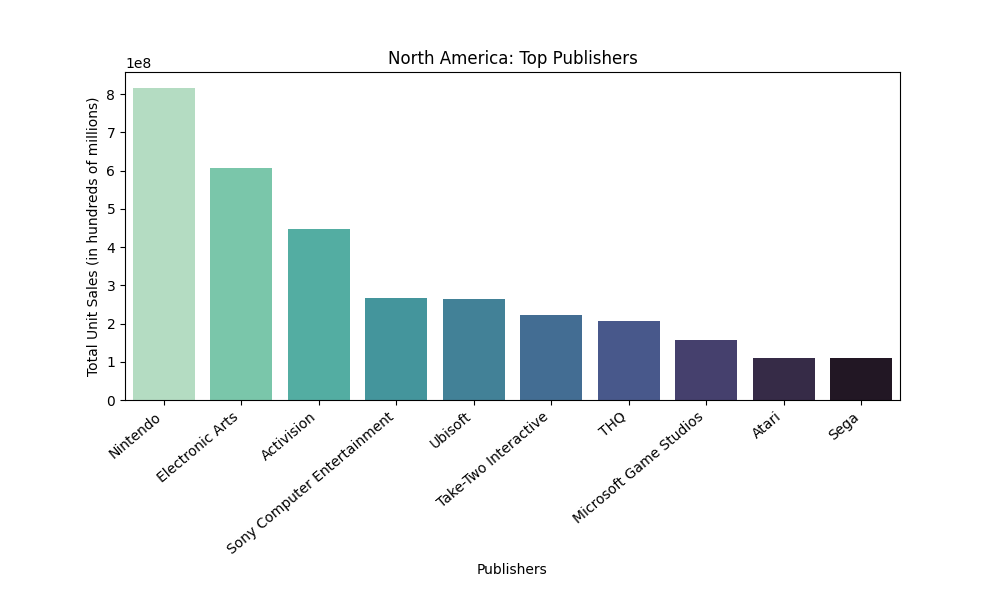 North America: Top Publishers
1e8
Total Unit Sales (in hundreds of millions)
8
7
6
5
4
3
2
1
0
Nintendo
Electronic Arts
Activision
Sony Computer Entertainment
Ubisoft
Take-Two Interactive
THQ
Microsoft Game Studios
Atari
Sega
Publishers